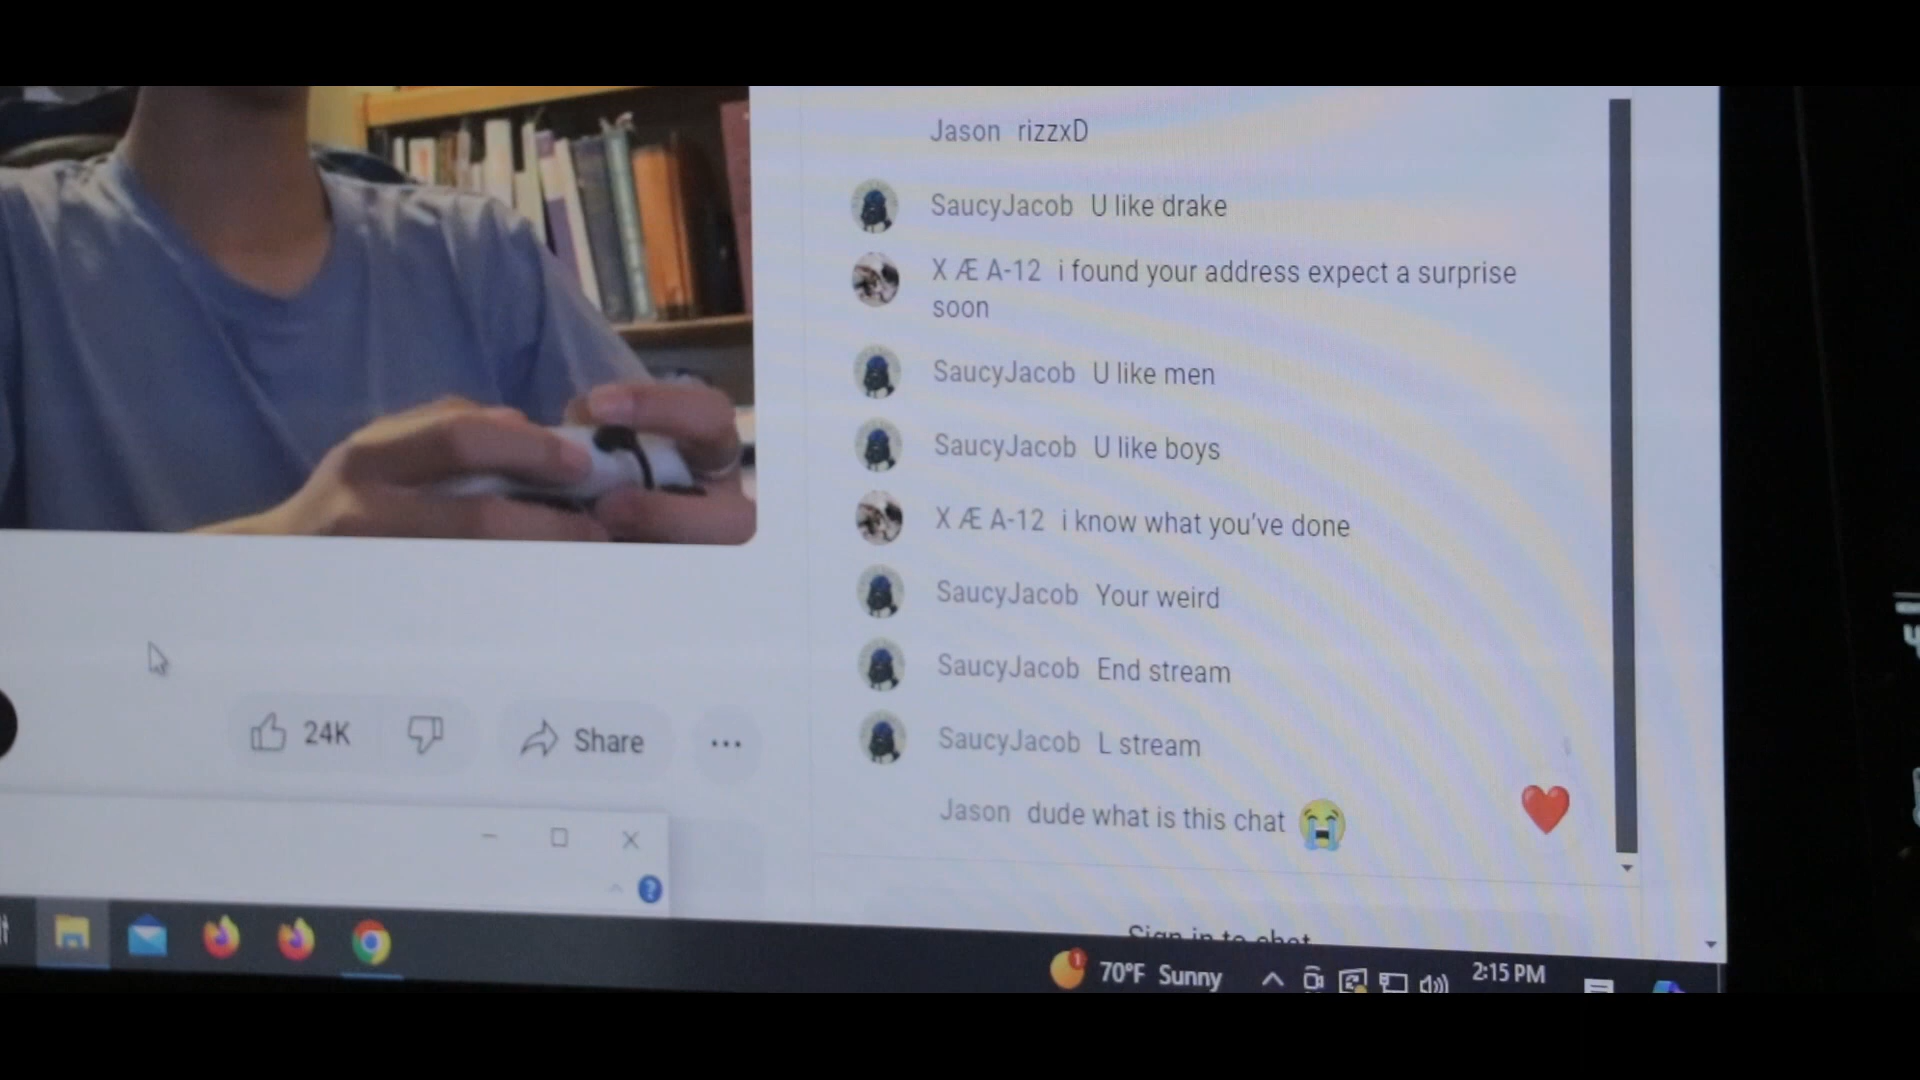 Jason rizzxD
SaucyJacob U like drake
X Æ A-12 i found your address expect a surprise
soon
SaucyJacob U like men
SaucyJacob U like boys
X Æ A-12 i know what you've done
SaucyJacob Your weird
SaucyJacob End stream
SaucyJacob L stream
Jason dude what is this chat 😭
24K
Share
Sign in to chat
70°F Sunny
2:15 PM